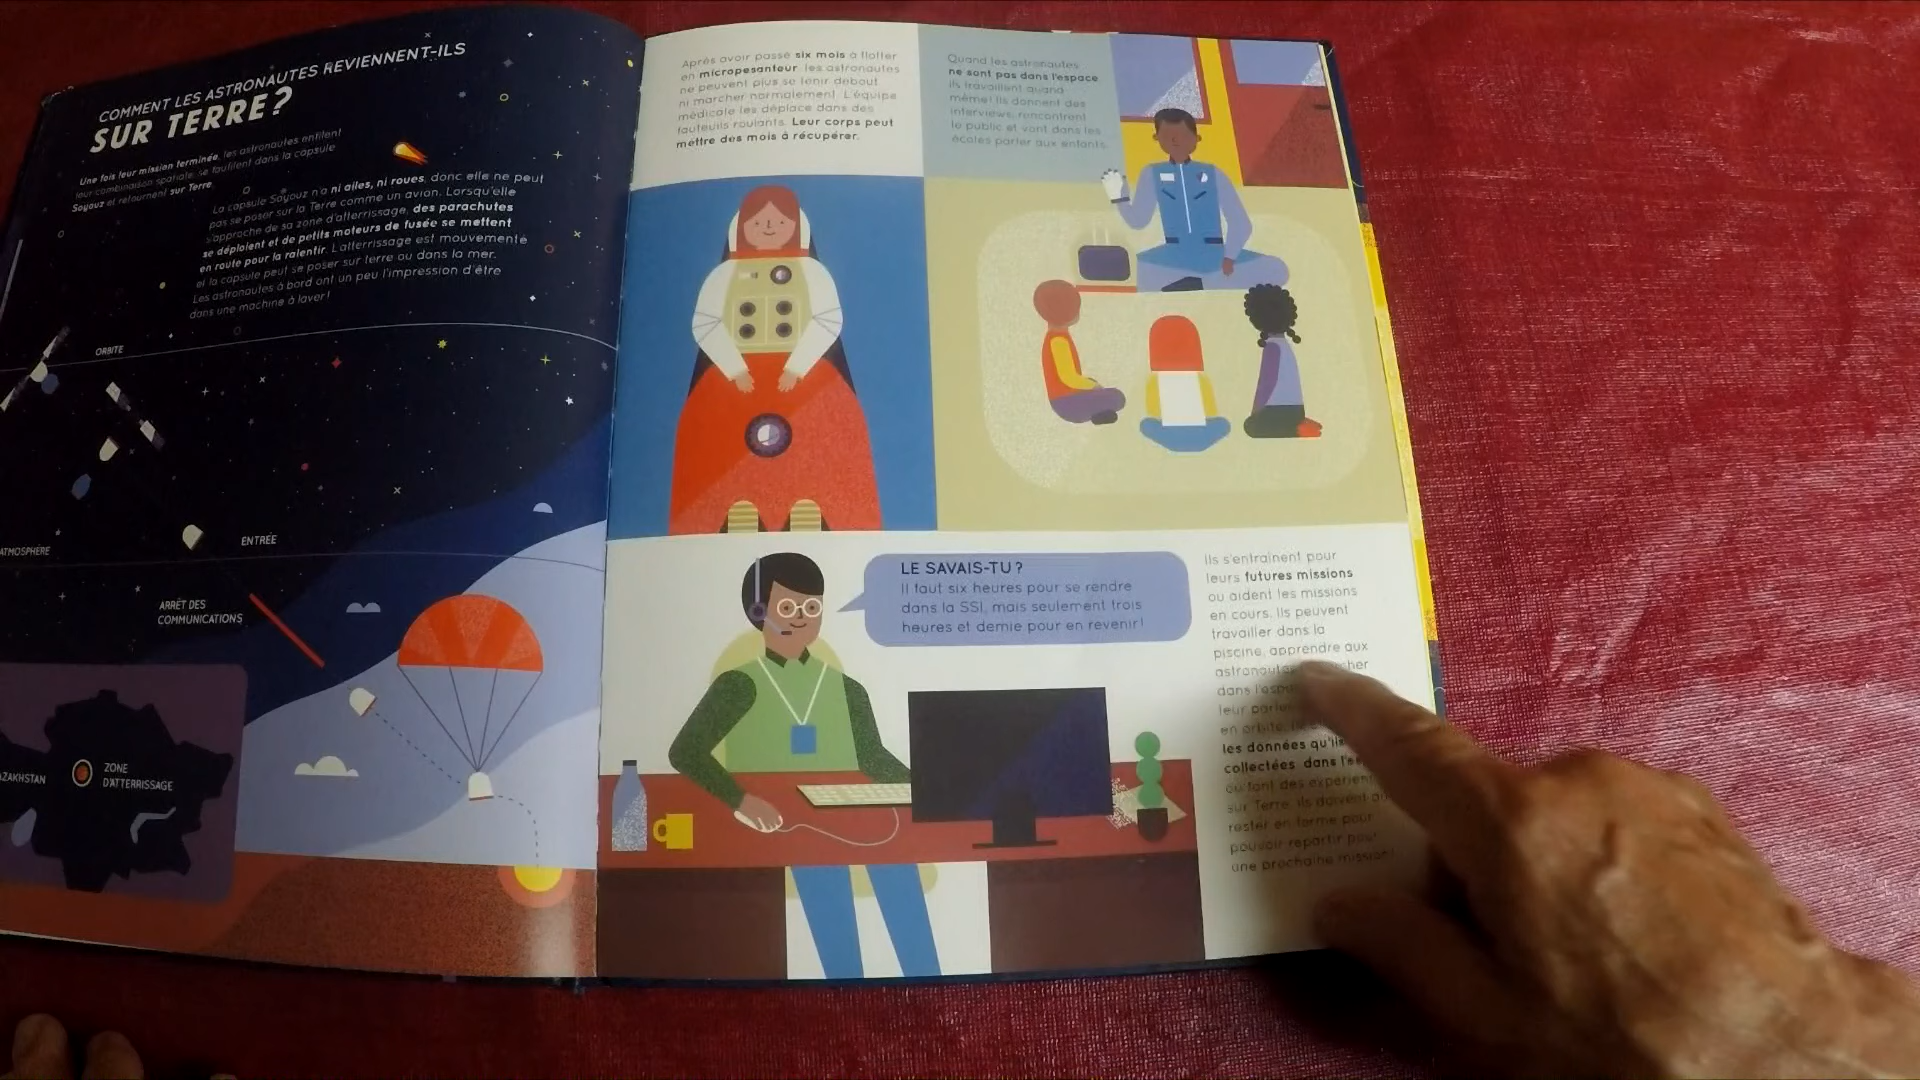 COMMENT LES ASTRONAUTES REVIENNENT-ILS
SUR TERRE?
Une fois leur mission terminée, les astronautes enfilent
leur combinaison spatiale, se faufilent dans la capsule
Soyouz et retournent sur Terre.
La capsule Soyouz n'a ni ailes, ni roues, donc elle ne peut
pas se poser sur la Terre comme un avion. Lorsqu'elle
s'approche de sa zone d'atterrissage, des parachutes
se déploient et de petits moteurs de fusée se mettent
en route pour la ralentir. L'atterrissage est mouvementé
et la capsule peut se poser sur terre ou dans la mer.
Les astronautes à bord ont un peu l'impression d'être
dans une machine à laver!
ORBITE
ATMOSPHÈRE
ENTRÉE
ARRÊT DES
COMMUNICATIONS
ZONE
D'ATTERRISSAGE
Après avoir passé six mois à flotter
en micropesanteur, les astronautes
ne peuvent plus se tenir debout
ni marcher normalement. L'équipe
médicale les déplace dans des
fauteuils roulants. Leur corps peut
mettre des mois à récupérer.
Quand les astronautes
ne sont pas dans l'espace
ils travaillent quand
même! Ils donnent des
interviews, rencontrent
le public et vont dans les
écoles parler aux enfants.
LE SAVAIS-TU?
Il faut six heures pour se rendre
dans la SSI, mais seulement trois
heures et demie pour en revenir!
Ils s'entraînent pour
leurs futures missions
ou aident les missions
en cours. Ils peuvent
travailler dans la
piscine, apprendre aux
dans
leur
en orbite,
les données
collectées dans
ou font des
sur Terre. Ils doivent
rester en forme pour
pouvoir repartir pour
une prochaine mission!